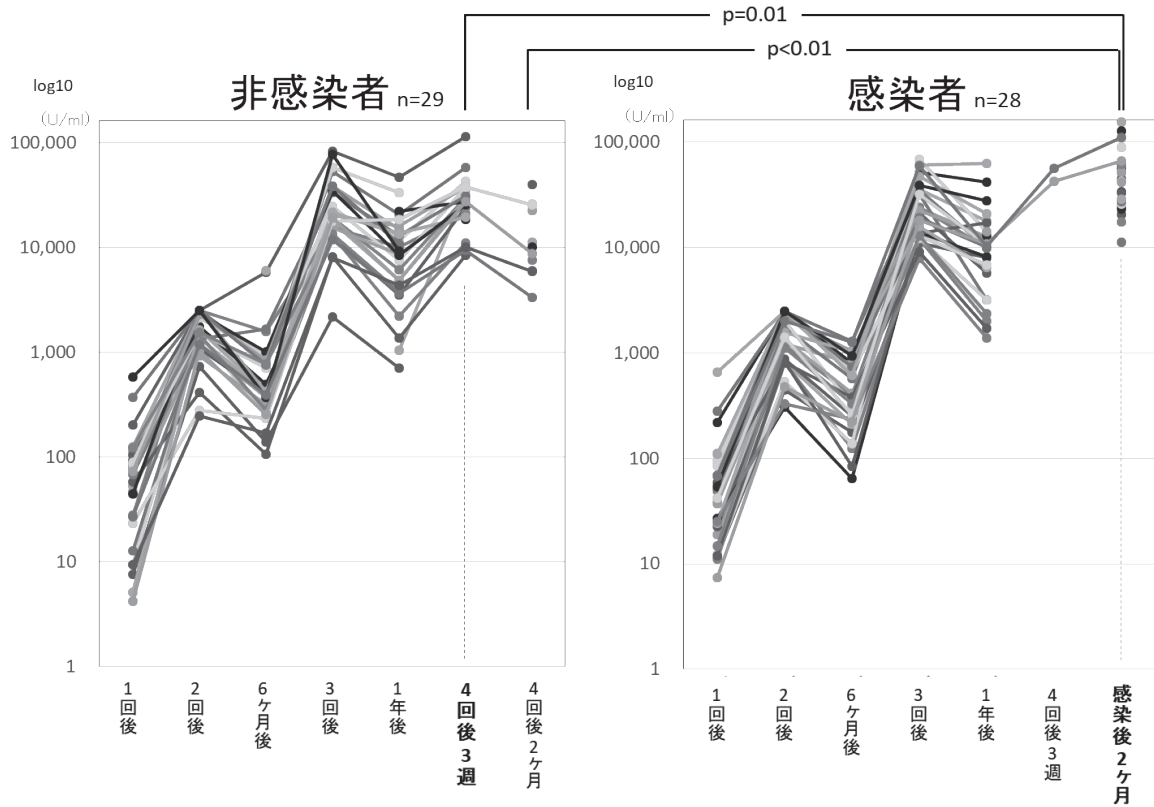 p=0.01
p<0.01
log10
(U/ml)
非感染者 n=29
100,000
10,000
1,000
100
10
1
1回後
2回後
6ヶ月後
3回後
1年後
4回後3週
4回後2ヶ月
log10
(U/ml)
感染者 n=28
100,000
10,000
1,000
100
10
1
1回後
2回後
6ヶ月後
3回後
1年後
4回後3週
感染後2ヶ月